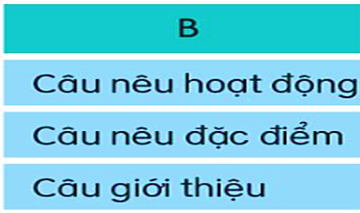 B
Câu nêu hoạt động
Câu nêu đặc điểm
Câu giới thiệu